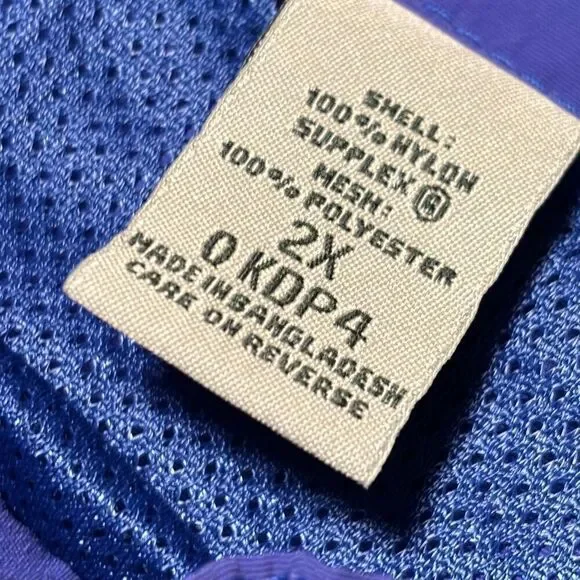 SHELL:
100% NYLON
SUPPLEX ®
MESH:
100% POLYESTER
2X
0 KDP4
MADE IN BANGLADESH
CARE ON REVERSE